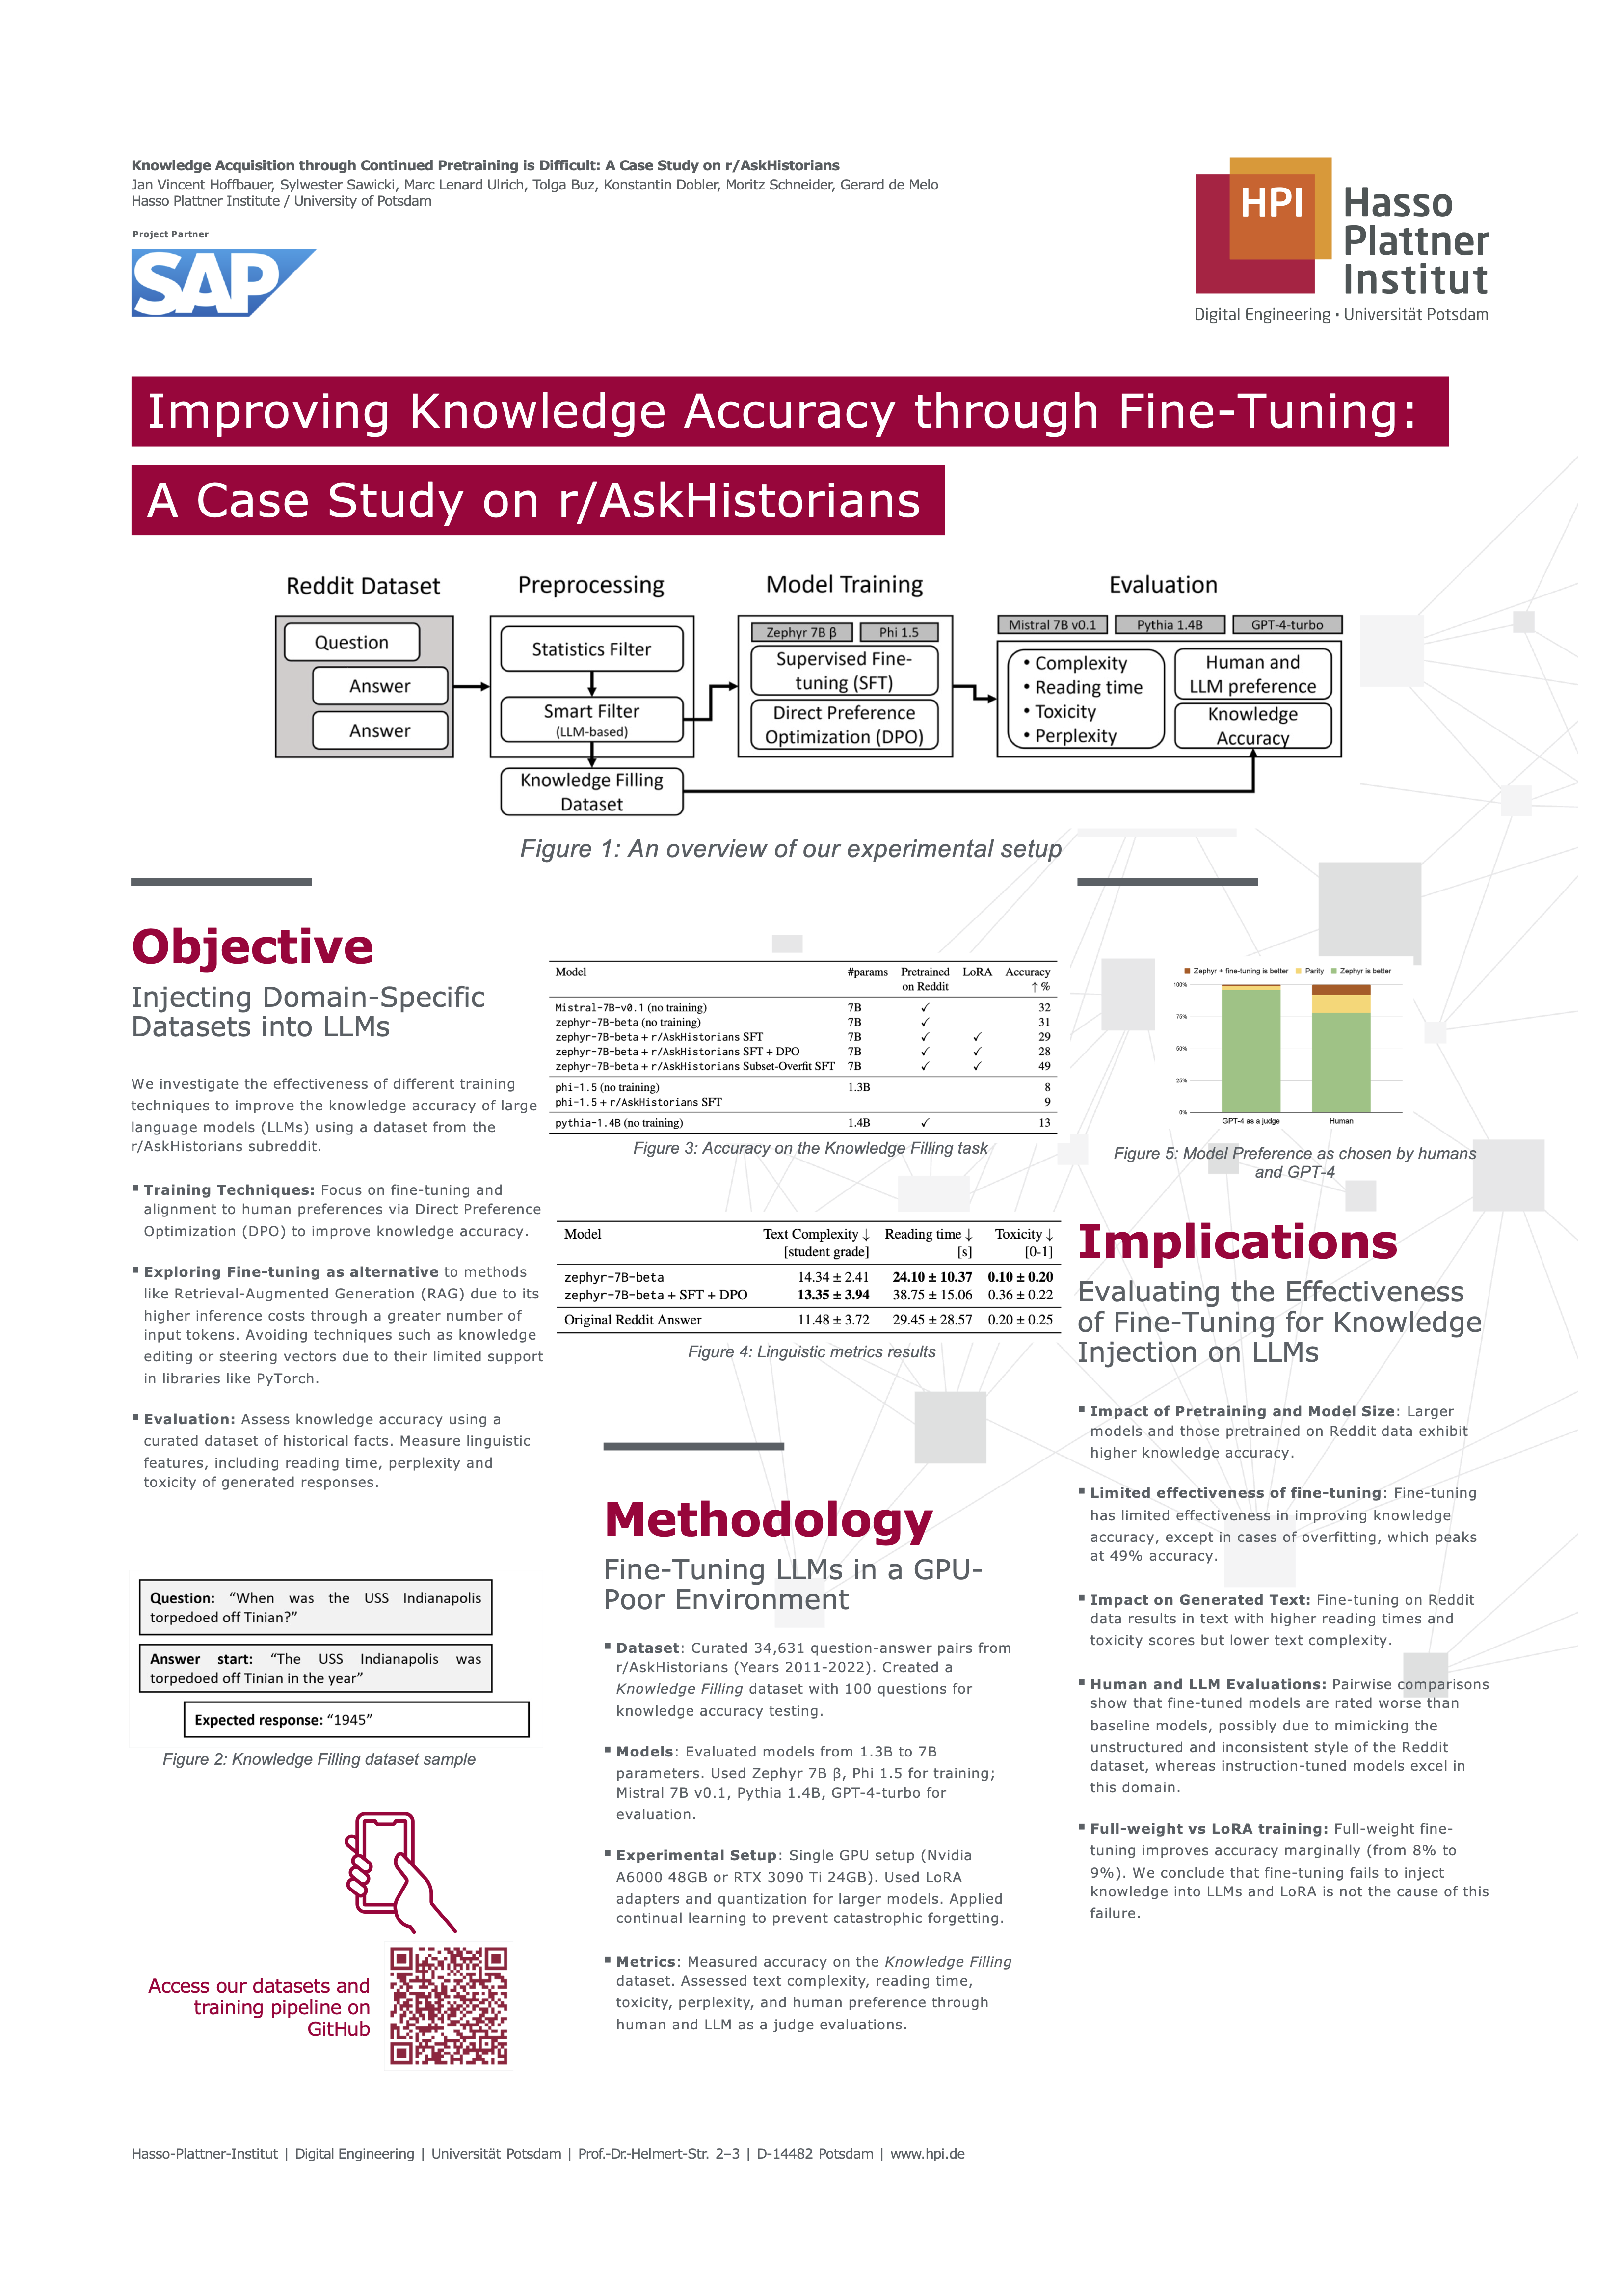 Knowledge Acquisition through Continued Pretraining is Difficult: A Case Study on r/AskHistorians
Jan Vincent Hoffbauer, Sylwester Sawicki, Marc Lenard Ulrich, Tolga Buz, Konstantin Dobler, Moritz Schneider, Gerard de Melo
Hasso Plattner Institute / University of Potsdam
Project Partner
SAP
HPI
Hasso
Plattner
Institut
Digital Engineering • Universität Potsdam
Improving Knowledge Accuracy through Fine-Tuning:
A Case Study on r/AskHistorians
Reddit Dataset
Question
Answer
Answer
Preprocessing
Statistics Filter
Smart Filter
(LLM-based)
Knowledge Filling
Dataset
Model Training
Zephyr 7B β
Phi 1.5
Supervised Fine-
tuning (SFT)
Direct Preference
Optimization (DPO)
Evaluation
Mistral 7B v0.1
Pythia 1.4B
GPT-4-turbo
• Complexity
• Reading time
• Toxicity
• Perplexity
Human and
LLM preference
Knowledge
Accuracy
Figure 1: An overview of our experimental setup
Objective
Injecting Domain-Specific
Datasets into LLMs
We investigate the effectiveness of different training
techniques to improve the knowledge accuracy of large
language models (LLMs) using a dataset from the
r/AskHistorians subreddit.
▪ Training Techniques: Focus on fine-tuning and
alignment to human preferences via Direct Preference
Optimization (DPO) to improve knowledge accuracy.
▪ Exploring Fine-tuning as alternative to methods
like Retrieval-Augmented Generation (RAG) due to its
higher inference costs through a greater number of
input tokens. Avoiding techniques such as knowledge
editing or steering vectors due to their limited support
in libraries like PyTorch.
▪ Evaluation: Assess knowledge accuracy using a
curated dataset of historical facts. Measure linguistic
features, including reading time, perplexity and
toxicity of generated responses.
Question: “When was the USS Indianapolis
torpedoed off Tinian?”
Answer start: “The USS Indianapolis was
torpedoed off Tinian in the year”
Expected response: “1945”
Figure 2: Knowledge Filling dataset sample
Access our datasets and
training pipeline on
GitHub
Model #params Pretrained LoRA Accuracy
on Reddit ↑ %
Mistral-7B-v0.1 (no training) 7B ✓ 32
zephyr-7B-beta (no training) 7B ✓ 31
zephyr-7B-beta + r/AskHistorians SFT 7B ✓ ✓ 29
zephyr-7B-beta + r/AskHistorians SFT + DPO 7B ✓ ✓ 28
zephyr-7B-beta + r/AskHistorians Subset-Overfit SFT 7B ✓ ✓ 49
phi-1.5 (no training) 1.3B 8
phi-1.5 + r/AskHistorians SFT 9
pythia-1.4B (no training) 1.4B ✓ 13
Figure 3: Accuracy on the Knowledge Filling task
Model Text Complexity ↓ Reading time ↓ Toxicity ↓
[student grade] [s] [0-1]
zephyr-7B-beta 14.34 ± 2.41 24.10 ± 10.37 0.10 ± 0.20
zephyr-7B-beta + SFT + DPO 13.35 ± 3.94 38.75 ± 15.06 0.36 ± 0.22
Original Reddit Answer 11.48 ± 3.72 29.45 ± 28.57 0.20 ± 0.25
Figure 4: Linguistic metrics results
Methodology
Fine-Tuning LLMs in a GPU-
Poor Environment
▪ Dataset: Curated 34,631 question-answer pairs from
r/AskHistorians (Years 2011-2022). Created a
Knowledge Filling dataset with 100 questions for
knowledge accuracy testing.
▪ Models: Evaluated models from 1.3B to 7B
parameters. Used Zephyr 7B β, Phi 1.5 for training;
Mistral 7B v0.1, Pythia 1.4B, GPT-4-turbo for
evaluation.
▪ Experimental Setup: Single GPU setup (Nvidia
A6000 48GB or RTX 3090 Ti 24GB). Used LoRA
adapters and quantization for larger models. Applied
continual learning to prevent catastrophic forgetting.
▪ Metrics: Measured accuracy on the Knowledge Filling
dataset. Assessed text complexity, reading time,
toxicity, perplexity, and human preference through
human and LLM as a judge evaluations.
Zephyr + fine-tuning is better Parity Zephyr is better
100%
75%
50%
25%
0%
GPT-4 as a judge Human
Figure 5: Model Preference as chosen by humans
and GPT-4
Implications
Evaluating the Effectiveness
of Fine-Tuning for Knowledge
Injection on LLMs
▪ Impact of Pretraining and Model Size: Larger
models and those pretrained on Reddit data exhibit
higher knowledge accuracy.
▪ Limited effectiveness of fine-tuning: Fine-tuning
has limited effectiveness in improving knowledge
accuracy, except in cases of overfitting, which peaks
at 49% accuracy.
▪ Impact on Generated Text: Fine-tuning on Reddit
data results in text with higher reading times and
toxicity scores but lower text complexity.
▪ Human and LLM Evaluations: Pairwise comparisons
show that fine-tuned models are rated worse than
baseline models, possibly due to mimicking the
unstructured and inconsistent style of the Reddit
dataset, whereas instruction-tuned models excel in
this domain.
▪ Full-weight vs LoRA training: Full-weight fine-
tuning improves accuracy marginally (from 8% to
9%). We conclude that fine-tuning fails to inject
knowledge into LLMs and LoRA is not the cause of this
failure.
Hasso-Plattner-Institut | Digital Engineering | Universität Potsdam | Prof.-Dr.-Helmert-Str. 2–3 | D-14482 Potsdam | www.hpi.de